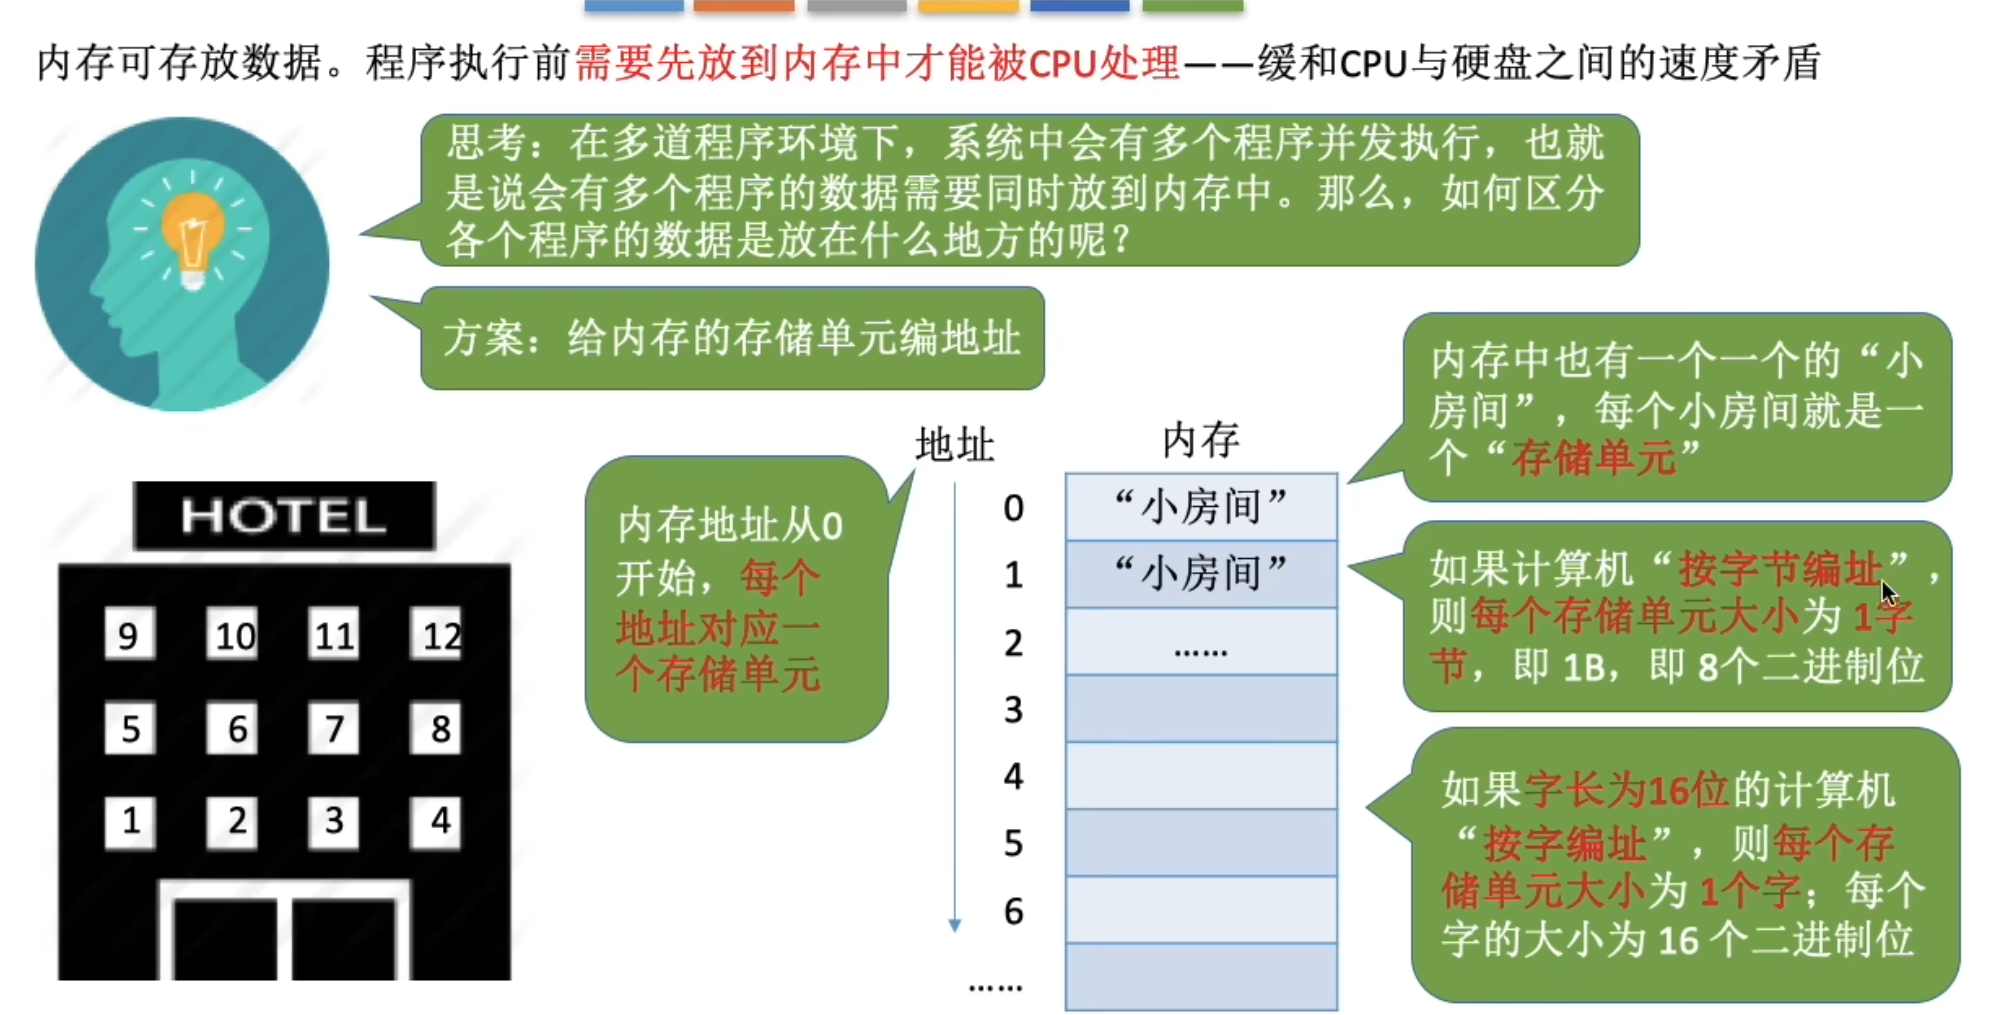 内存可存放数据。程序执行前需要先放到内存中才能被CPU处理——缓和CPU与硬盘之间的速度矛盾
思考：在多道程序环境下，系统中会有多个程序并发执行，也就
是说会有多个程序的数据需要同时放到内存中。那么，如何区分
各个程序的数据是放在什么地方的呢？
方案：给内存的存储单元编地址
HOTEL
9 10 11 12
5 6 7 8
1 2 3 4
内存地址从0
开始，每个
地址对应一
个存储单元
地址
内存
0 “小房间”
1 “小房间”
2 ……
3
4
5
6
……
内存中也有一个一个的“小
房间”，每个小房间就是一
个“存储单元”
如果计算机“按字节编址”，
则每个存储单元大小为 1字
节，即 1B，即 8个二进制位
如果字长为16位的计算机
“按字编址”，则每个存
储单元大小为 1个字；每个
字的大小为 16 个二进制位